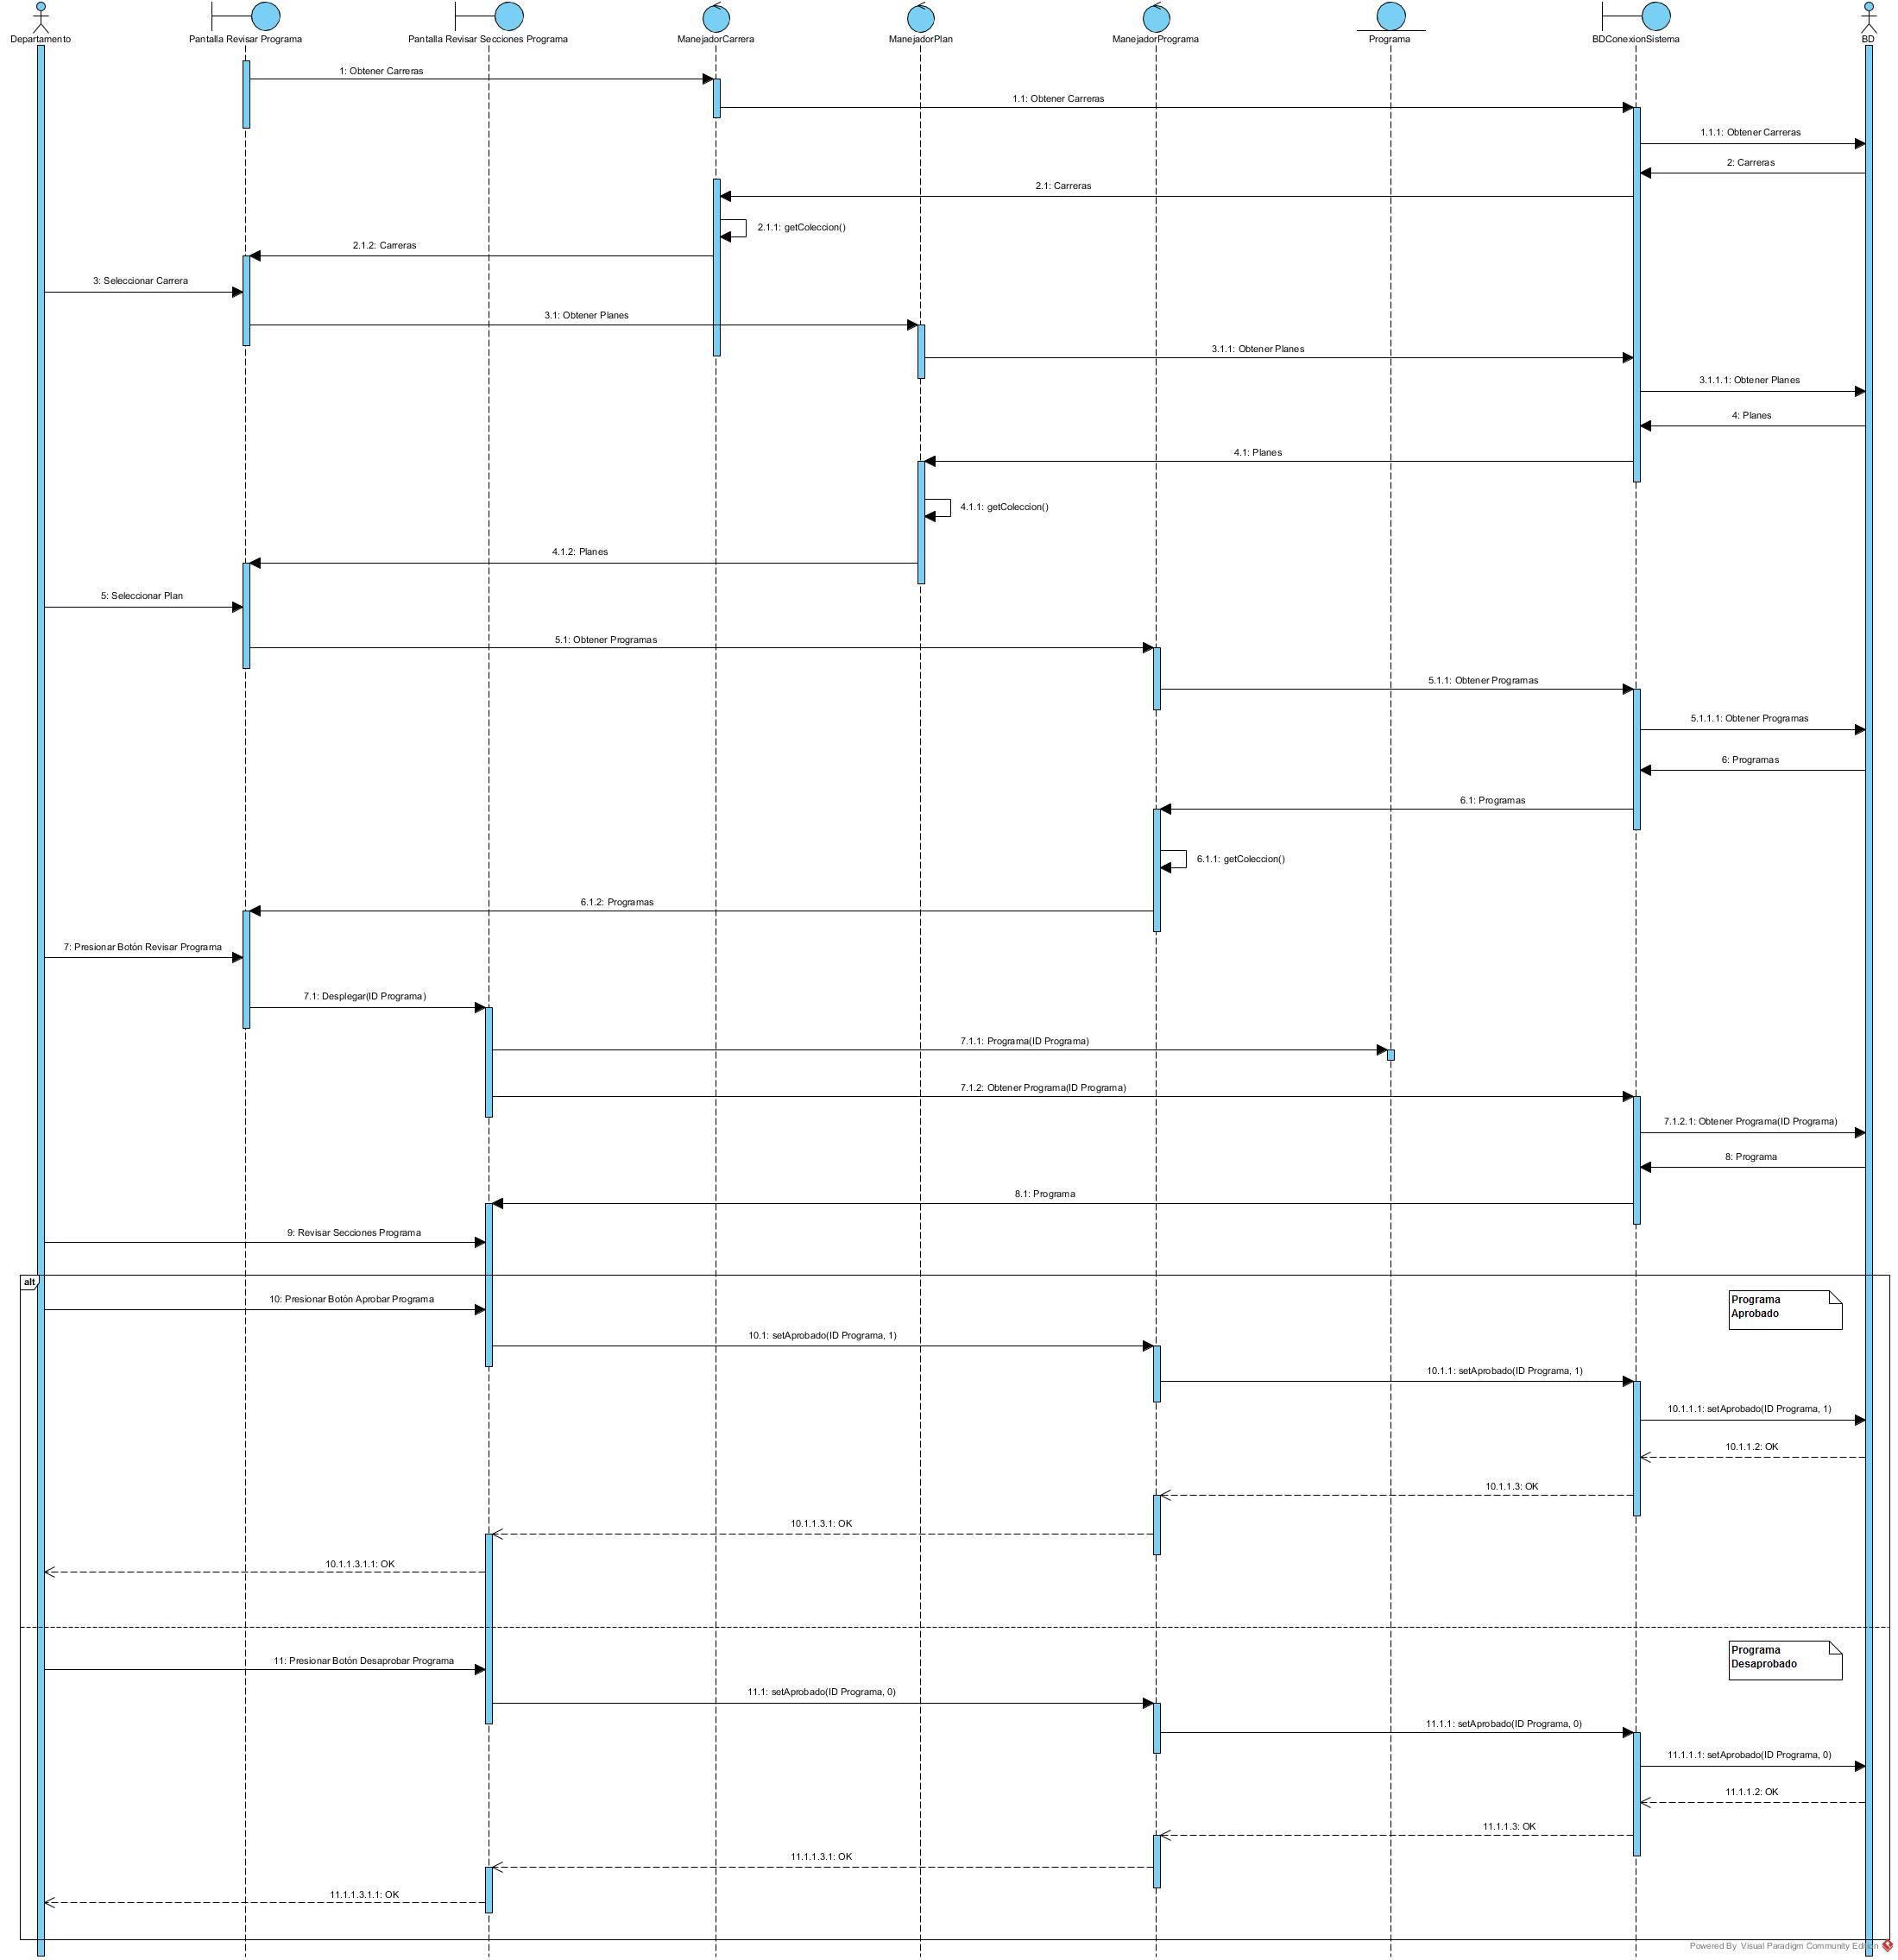 Departamento
Pantalla Revisar Programa
Pantalla Revisar Secciones Programa
ManejadorCarrera
ManejadorPlan
ManejadorPrograma
Programa
BDConexionSistema
BD
1: Obtener Carreras
1.1: Obtener Carreras
1.1.1: Obtener Carreras
2: Carreras
2.1: Carreras
2.1.1: getColeccion()
2.1.2: Carreras
3: Seleccionar Carrera
3.1: Obtener Planes
3.1.1: Obtener Planes
3.1.1.1: Obtener Planes
4: Planes
4.1: Planes
4.1.1: getColeccion()
4.1.2: Planes
5: Seleccionar Plan
5.1: Obtener Programas
5.1.1: Obtener Programas
5.1.1.1: Obtener Programas
6: Programas
6.1: Programas
6.1.1: getColeccion()
6.1.2: Programas
7: Presionar Botón Revisar Programa
7.1: Desplegar(ID Programa)
7.1.1: Programa(ID Programa)
7.1.2: Obtener Programa(ID Programa)
7.1.2.1: Obtener Programa(ID Programa)
8: Programa
8.1: Programa
9: Revisar Secciones Programa
alt
Programa
Aprobado
10: Presionar Botón Aprobar Programa
10.1: setAprobado(ID Programa, 1)
10.1.1: setAprobado(ID Programa, 1)
10.1.1.1: setAprobado(ID Programa, 1)
10.1.1.2: OK
10.1.1.3: OK
10.1.1.3.1: OK
10.1.1.3.1.1: OK
Programa
Desaprobado
11: Presionar Botón Desaprobar Programa
11.1: setAprobado(ID Programa, 0)
11.1.1: setAprobado(ID Programa, 0)
11.1.1.1: setAprobado(ID Programa, 0)
11.1.1.2: OK
11.1.1.3: OK
11.1.1.3.1: OK
11.1.1.3.1.1: OK
Powered By Visual Paradigm Community Edition